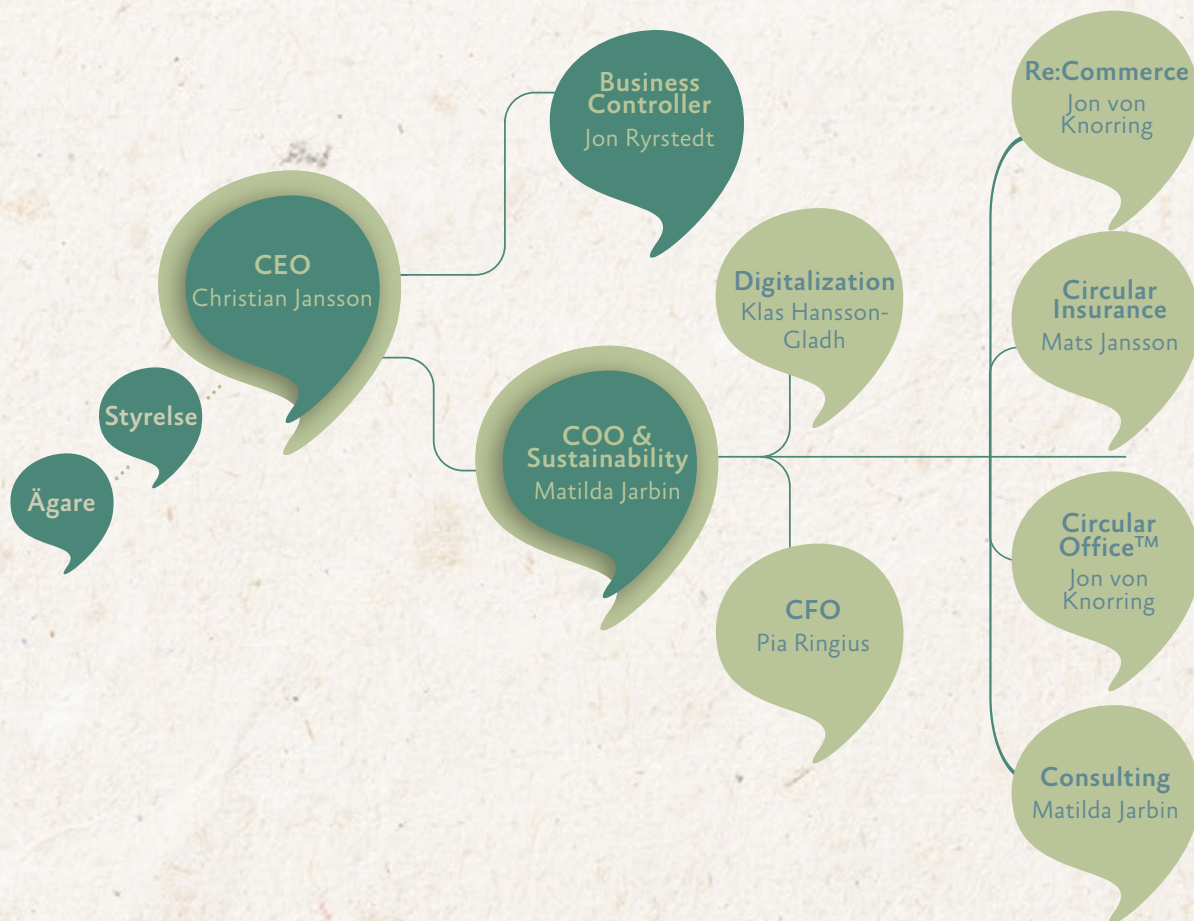 Business
Controller
Jon Ryrstedt
CEO
Christian Jansson
Styrelse
Ägare
COO &
Sustainability
Matilda Jarbin
Digitalization
Klas Hansson-
Gladh
CFO
Pia Ringius
Re:Commerce
Jon von
Knorring
Circular
Insurance
Mats Jansson
Circular
Office™
Jon von
Knorring
Consulting
Matilda Jarbin